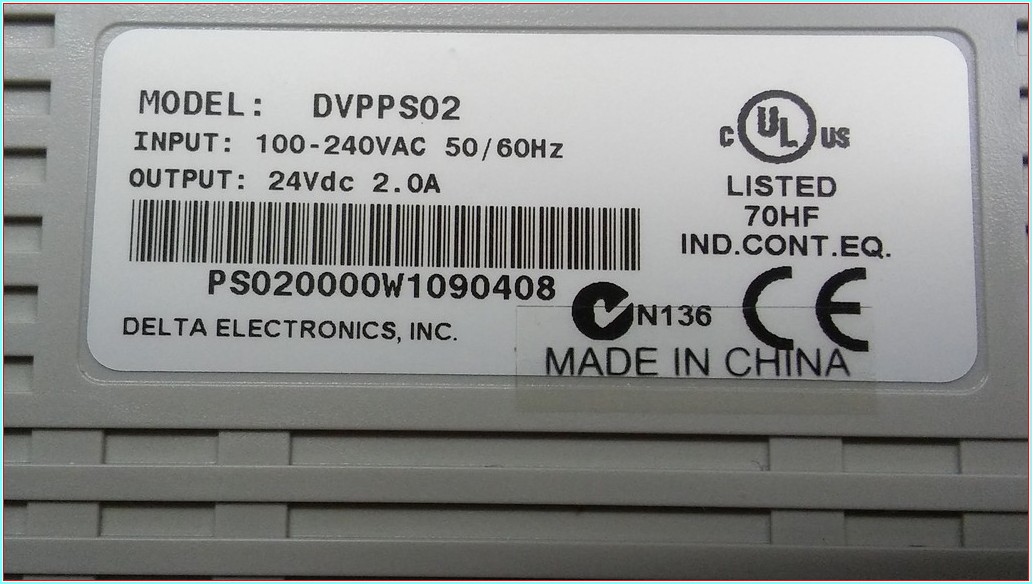 MODEL: DVPPS02
INPUT: 100-240VAC 50/60Hz
OUTPUT: 24Vdc 2.0A
PS020000W1090408
DELTA ELECTRONICS, INC.
C UL US
LISTED
70HF
IND.CONT.EQ.
N136 CE
MADE IN CHINA